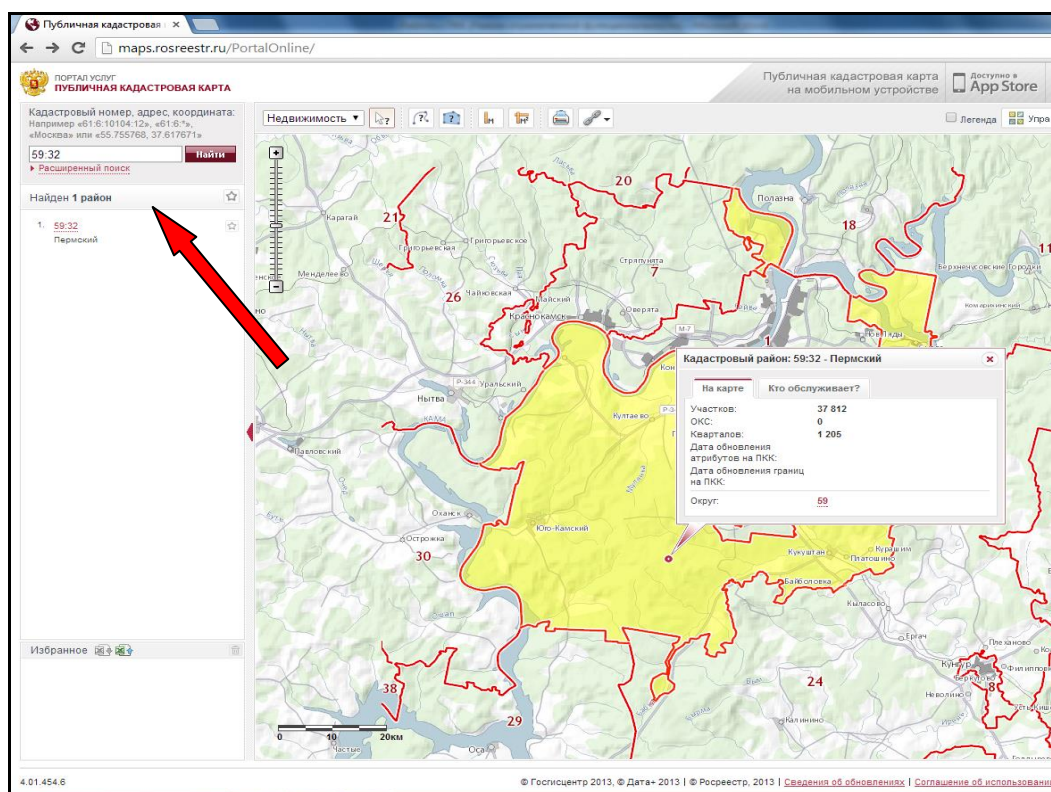 Публичная кадастровая
maps.rosreestr.ru/PortalOnline/
ПОРТАЛ УСЛУГ
ПУБЛИЧНАЯ КАДАСТРОВАЯ КАРТА
Публичная кадастровая карта
на мобильном устройстве
Доступно в
App Store
Кадастровый номер, адрес, координата:
Например «61:6:10104:12», «61:6:*»,
«Москва» или «55.755768, 37.617671»
59:32
Найти
Расширенный поиск
Найден 1 район
1. 59:32
Пермский
Недвижимость
Легенда
Упра
20
Полазна
Карагай
21
18
Григорьевская
Григорьевское
11
Стряпунята
7
Верхнечусовские Городки
Менделеево
26
Чайковская
Майский
Комарихинский
Краснокамск
Оверята
М-7
1
Кадастровый район: 59:32 - Пермский
На карте
Кто обслуживает?
Участков: 37 812
ОКС: 0
Кварталов: 1 205
Дата обновления
атрибутов на ПКК:
Дата обновления границ
на ПКК:
Округ: 59
Р-344
Уральский
Нытва
КАМА
Култаево
Павловский
Оханск
Юго-Камский
Острожка
30
Кукуштан
Курашим
Платошино
Байболовка
Кыласово
Ергач
Плеханово
Кунгур
Филипповка
24
8
Неволино
38
29
Калинино
0 10 20км
Частые
Оса
Избранное
4.01.454.6
© Госгисцентр 2013, © Дата+ 2013 | © Росреестр, 2013 | Сведения об обновлениях | Соглашение об использовани